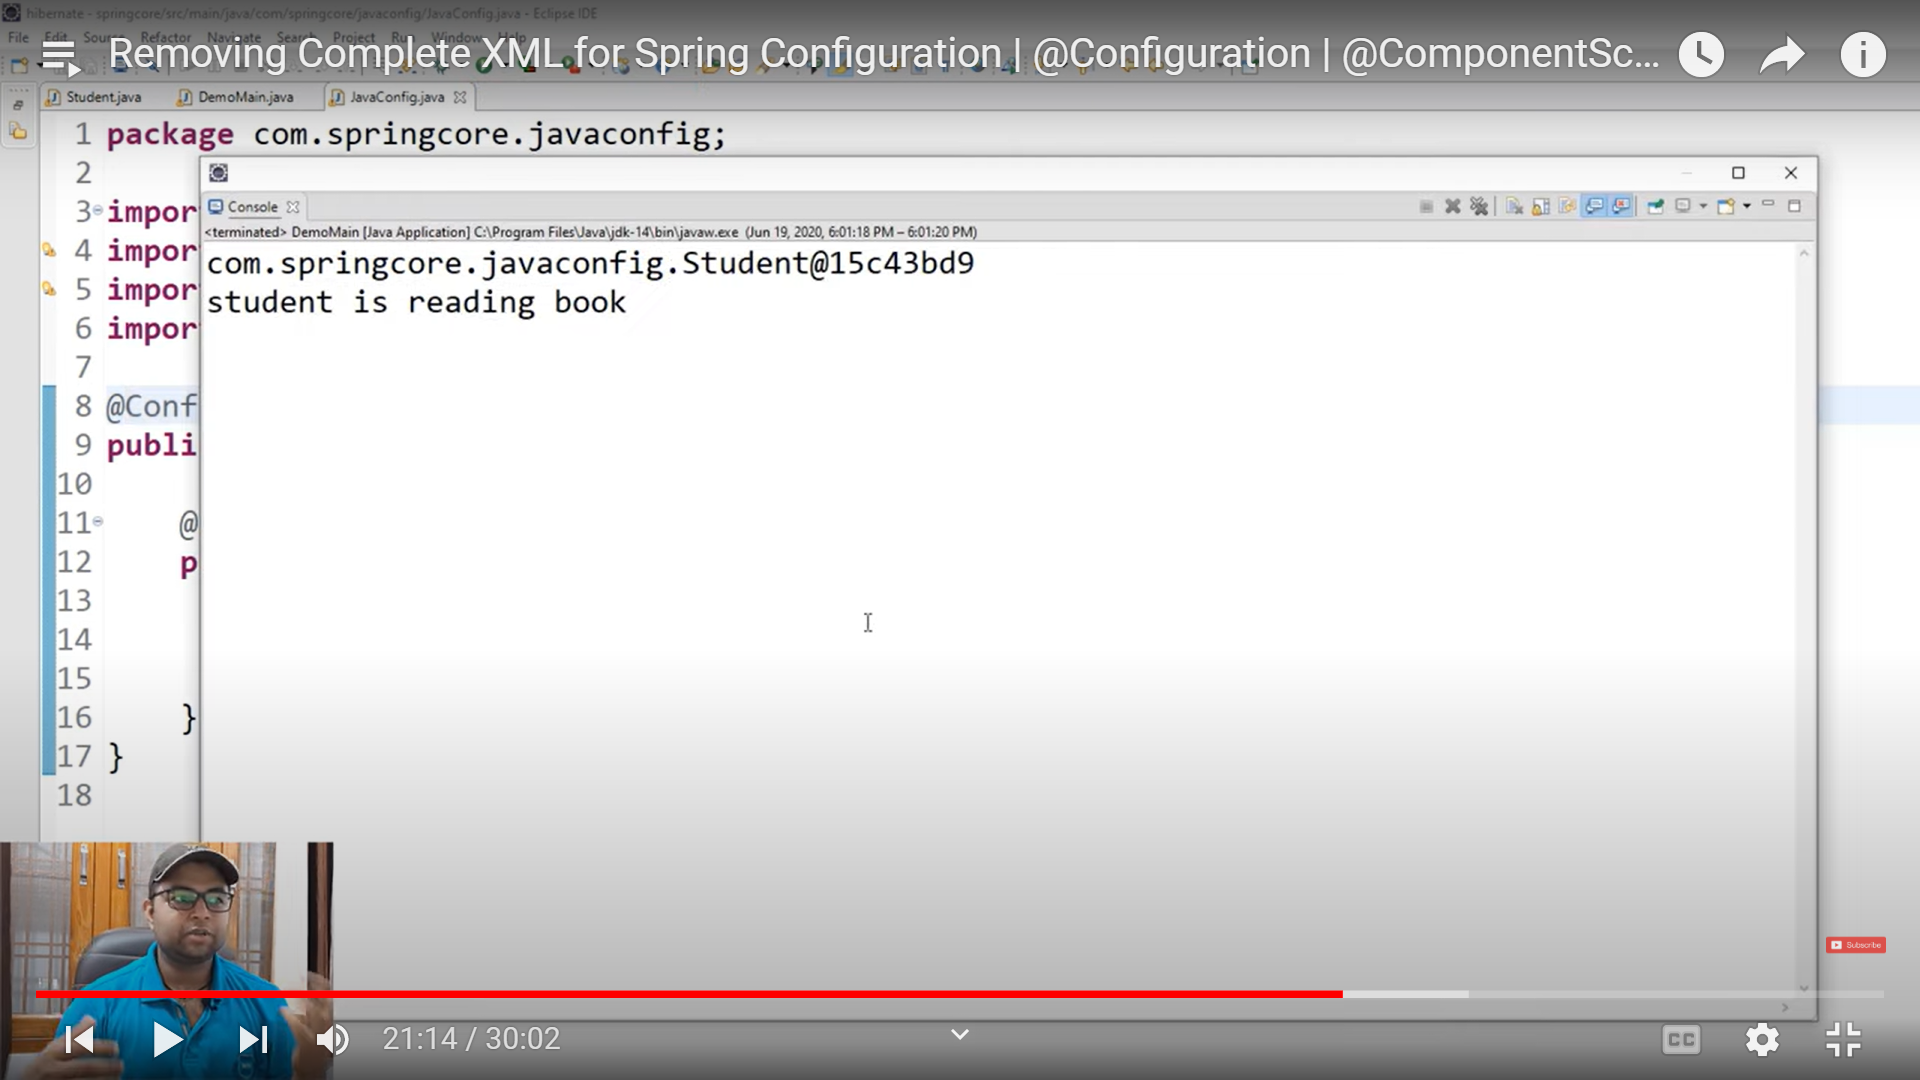 hibernate - springcore/src/main/java/com/springcore/javaconfig/JavaConfig.java - Eclipse IDE
File Edit Source Refactor Navigate Search Project Run Window Help
Removing Complete XML for Spring Configuration | @Configuration | @ComponentSc...
Student.java DemoMain.java JavaConfig.java
1 package com.springcore.javaconfig;
2
3 impor
4 impor
5 impor
6 impor
7
8 @Conf
9 publi
10
11 @
12 p
13
14
15
16 }
17 }
18
Console
<terminated> DemoMain [Java Application] C:\Program Files\Java\jdk-14\bin\javaw.exe (Jun 19, 2020, 6:01:18 PM – 6:01:20 PM)
com.springcore.javaconfig.Student@15c43bd9
student is reading book
Subscribe
21:14 / 30:02
CC